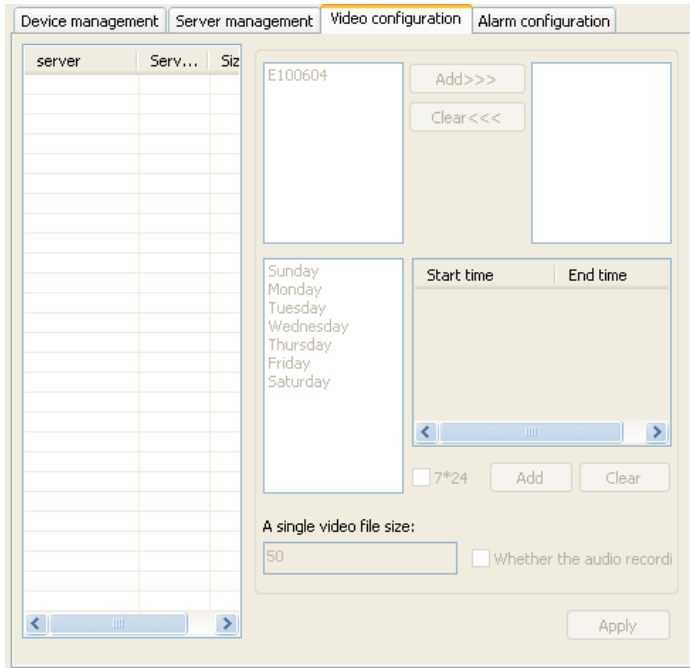 Device management Server management Video configuration Alarm configuration
server Serv... Siz
E100604
Add>>>
Clear<<<
Sunday
Monday
Tuesday
Wednesday
Thursday
Friday
Saturday
Start time End time
7*24 Add Clear
A single video file size:
50 Whether the audio recordi
Apply